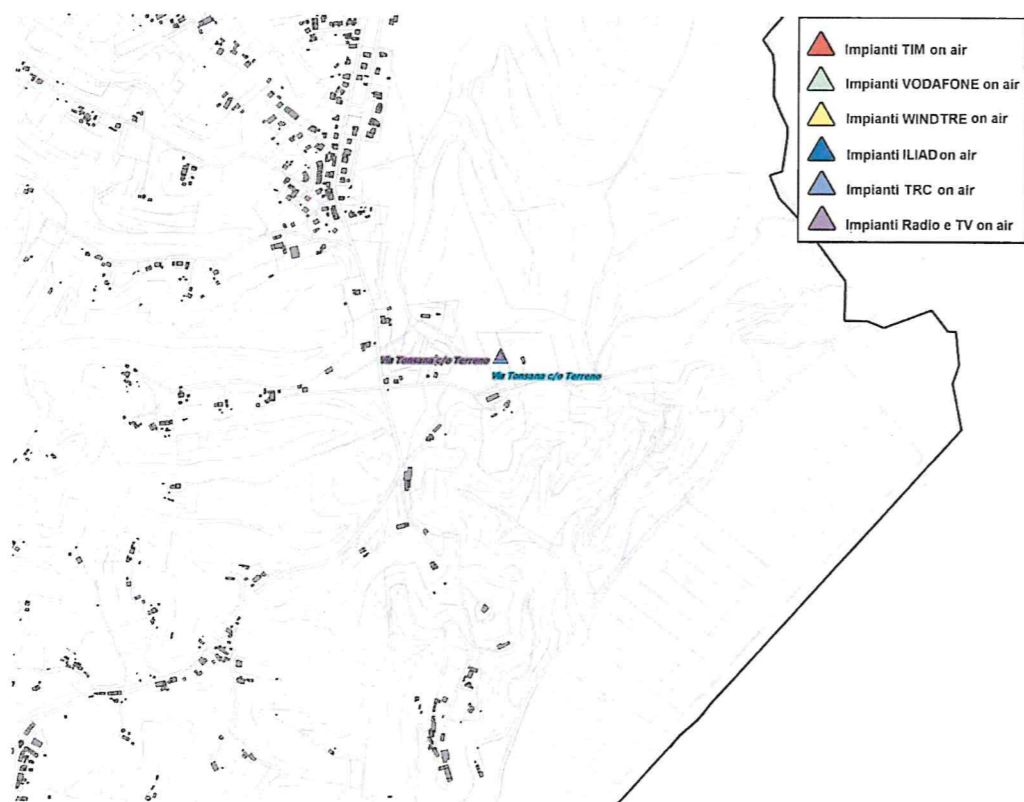 Impianti TIM on air
Impianti VODAFONE on air
Impianti WINDTRE on air
Impianti ILIAD on air
Impianti TRC on air
Impianti Radio e TV on air
Via Tonsana c/o Terreno
Via Tonsana c/o Terreno